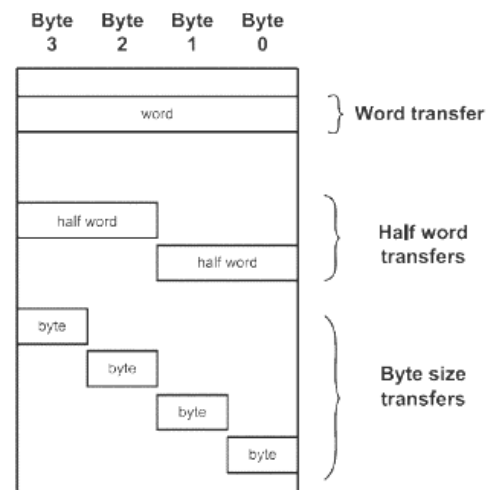 Byte Byte Byte Byte
3 2 1 0
word
Word transfer
half word
half word
Half word
transfers
byte
byte
byte
byte
Byte size
transfers